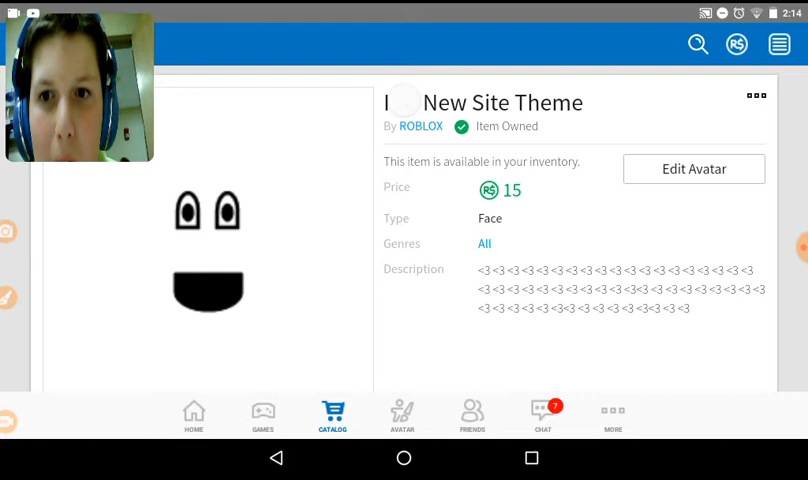 2:14
R$
I New Site Theme
By ROBLOX Item Owned
This item is available in your inventory.
Edit Avatar
Price R$ 15
Type Face
Genres All
Description <3 <3 <3 <3 <3 <3 <3 <3 <3 <3 <3 <3 <3 <3 <3 <3 <3 <3 <3
<3 <3 <3 <3 <3 <3 <3 <3 <3 <3 <3<3 <3 <3 <3 <3 <3 <3 <3 <3
<3 <3 <3 <3 <3 <3<3 <3 <3 <3 <3 <3<3 <3 <3
HOME GAMES CATALOG AVATAR FRIENDS CHAT 7 MORE